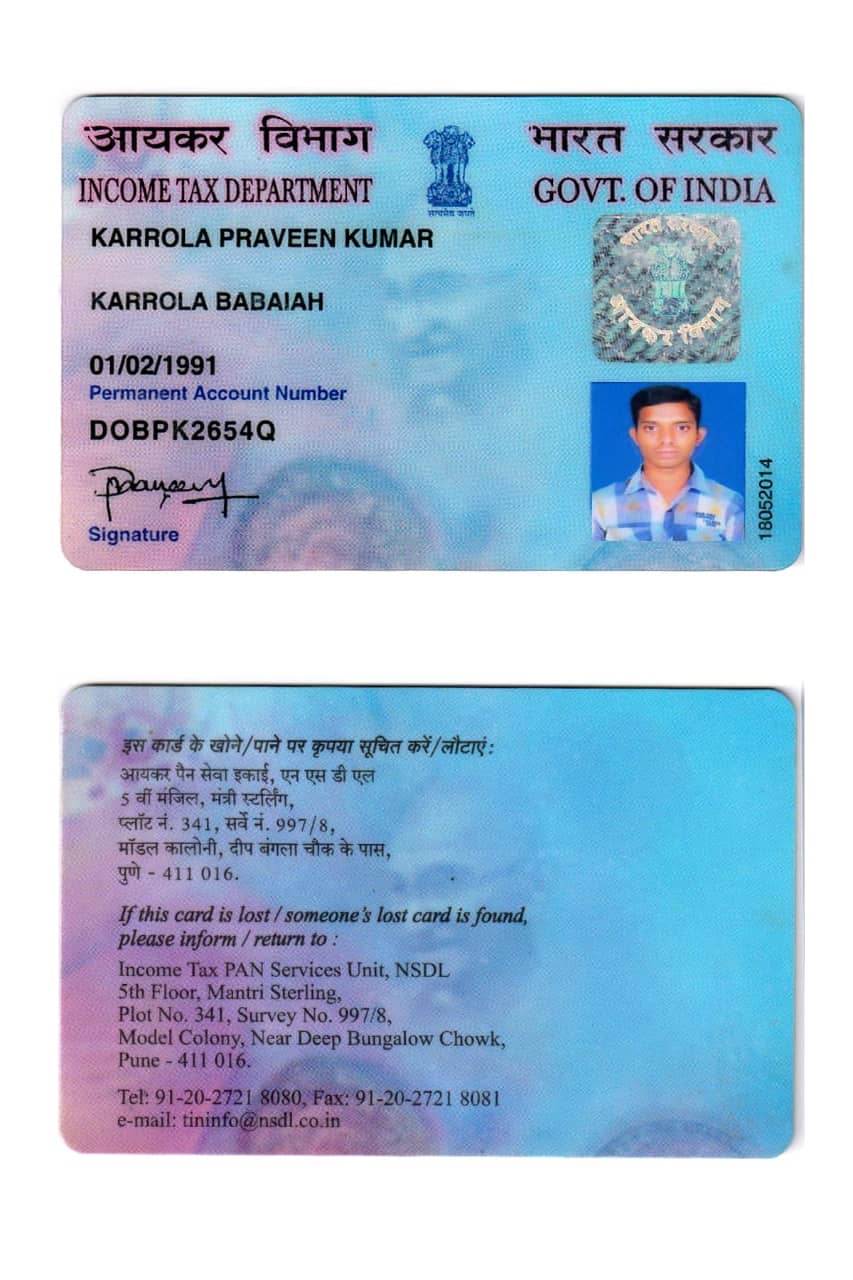 आयकर विभाग
भारत सरकार
INCOME TAX DEPARTMENT
GOVT. OF INDIA
सत्यमेव जयते
KARROLA PRAVEEN KUMAR
KARROLA BABAIAH
01/02/1991
Permanent Account Number
DOBPK2654Q
Praveen
Signature
भारत सरकार
आयकर विभाग
18052014
इस कार्ड के खोने/पाने पर कृपया सूचित करें/लौटाएं :
आयकर पैन सेवा इकाई, एन एस डी एल
5 वीं मंजिल, मंत्री स्टर्लिंग,
प्लॉट नं. 341, सर्वे नं. 997/8,
मॉडल कालोनी, दीप बंगला चौक के पास,
पुणे - 411 016.
If this card is lost / someone's lost card is found,
please inform / return to :
Income Tax PAN Services Unit, NSDL
5th Floor, Mantri Sterling,
Plot No. 341, Survey No. 997/8,
Model Colony, Near Deep Bungalow Chowk,
Pune - 411 016.
Tel: 91-20-2721 8080, Fax: 91-20-2721 8081
e-mail: tininfo@nsdl.co.in